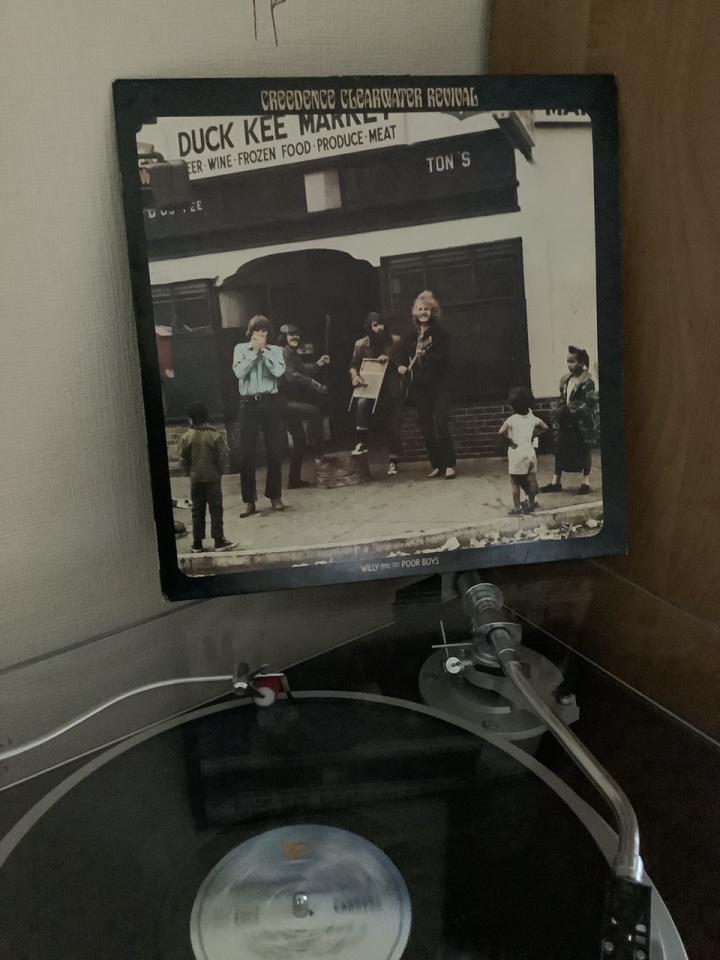 CREEDENCE CLEARWATER REVIVAL
DUCK KEE MARKET
EER·WINE·FROZEN FOOD·PRODUCE·MEAT
TON'S
WILLY AND THE POOR BOYS